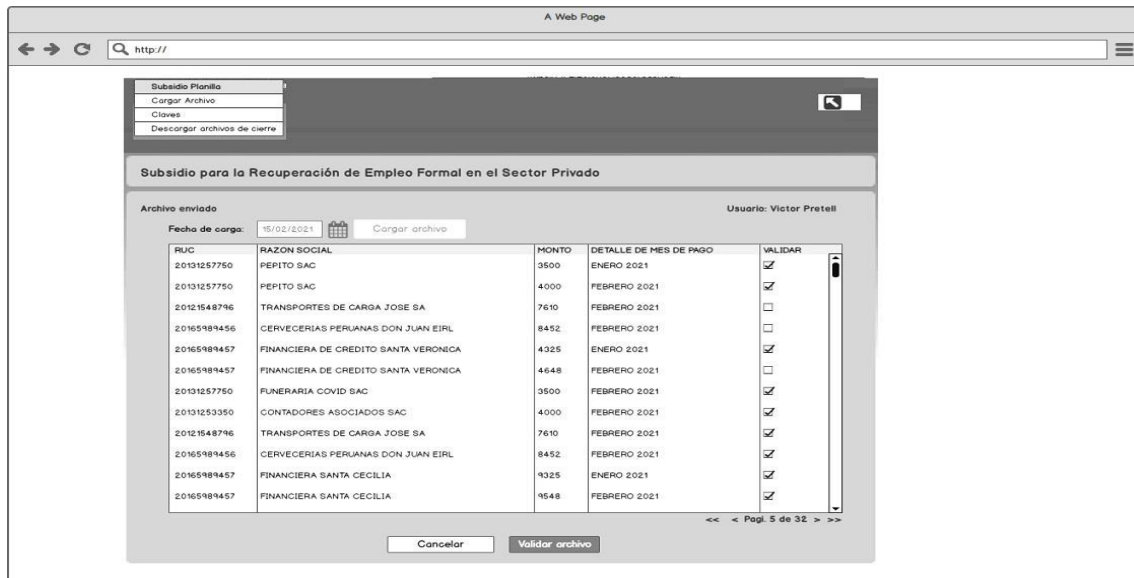 A Web Page
http://
Subsidio Planilla
Cargar Archivo
Claves
Descargar archivos de cierre
Subsidio para la Recuperación de Empleo Formal en el Sector Privado
Archivo enviado Usuario: Victor Pretell
Fecha de carga: 15/02/2021 Cargar archivo
RUC RAZON SOCIAL MONTO DETALLE DE MES DE PAGO VALIDAR
20131257750 PEPITO SAC 3500 ENERO 2021
20131257750 PEPITO SAC 4000 FEBRERO 2021
20121548796 TRANSPORTES DE CARGA JOSE SA 7610 FEBRERO 2021
20165989456 CERVECERIAS PERUANAS DON JUAN EIRL 8452 FEBRERO 2021
20165989457 FINANCIERA DE CREDITO SANTA VERONICA 4325 ENERO 2021
20165989457 FINANCIERA DE CREDITO SANTA VERONICA 4648 FEBRERO 2021
20131257750 FUNERARIA COVID SAC 3500 FEBRERO 2021
20131253350 CONTADORES ASOCIADOS SAC 4000 FEBRERO 2021
20121548796 TRANSPORTES DE CARGA JOSE SA 7610 FEBRERO 2021
20165989456 CERVECERIAS PERUANAS DON JUAN EIRL 8452 FEBRERO 2021
20165989457 FINANCIERA SANTA CECILIA 9325 ENERO 2021
20165989457 FINANCIERA SANTA CECILIA 9548 FEBRERO 2021
<< < Pagi. 5 de 32 > >>
Cancelar Validar archivo